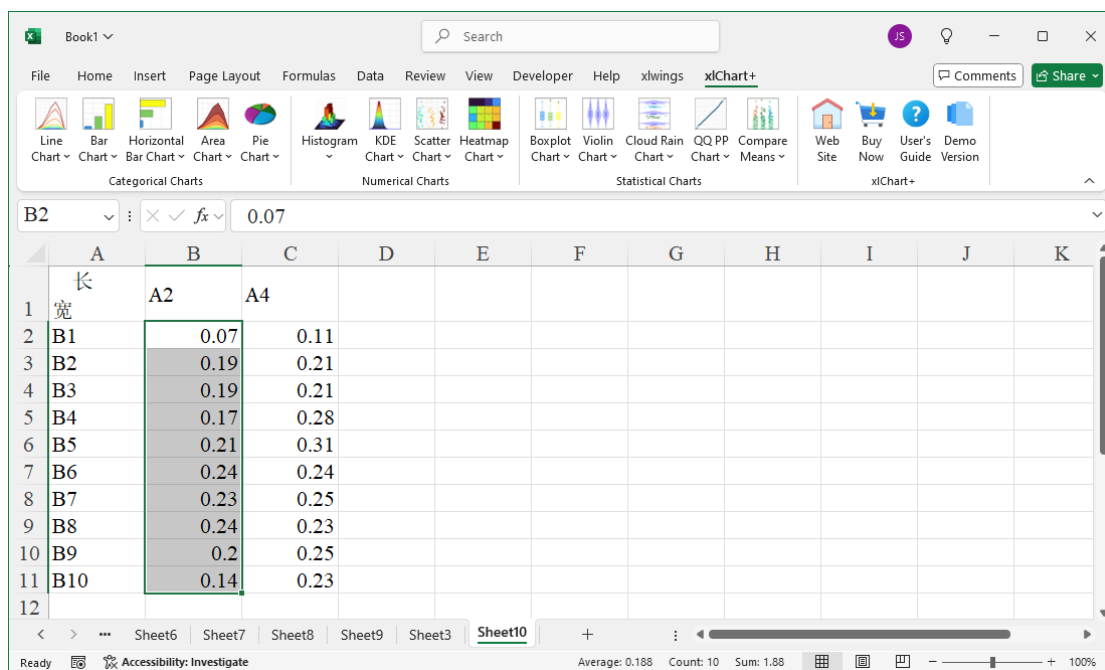 Book1
Search
JS
File Home Insert Page Layout Formulas Data Review View Developer Help xlwings xlChart+ Comments Share
Line Chart Bar Chart Horizontal Bar Chart Area Chart Pie Chart Histogram KDE Chart Scatter Chart Heatmap Chart Boxplot Chart Violin Chart Cloud Rain Chart QQ PP Chart Compare Means Web Site Buy Now User's Guide Demo Version
Categorical Charts Numerical Charts Statistical Charts xlChart+
B2 fx 0.07
A B C D E F G H I J K
长
1 宽 A2 A4
2 B1 0.07 0.11
3 B2 0.19 0.21
4 B3 0.19 0.21
5 B4 0.17 0.28
6 B5 0.21 0.31
7 B6 0.24 0.24
8 B7 0.23 0.25
9 B8 0.24 0.23
10 B9 0.2 0.25
11 B10 0.14 0.23
12
... Sheet6 Sheet7 Sheet8 Sheet9 Sheet3 Sheet10 +
Ready Accessibility: Investigate Average: 0.188 Count: 10 Sum: 1.88 - + 100%